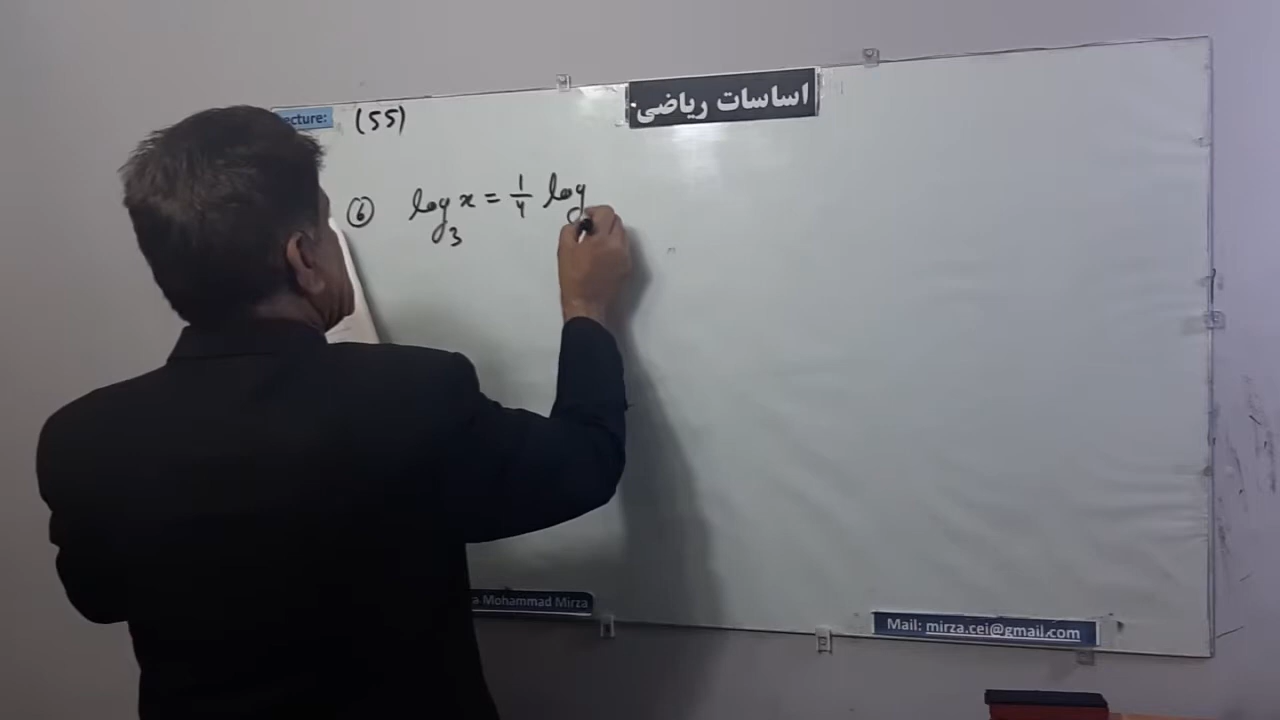 اساسات ریاضی
ecture: (55)
⑥ log₃ x = 1/4 log
a Mohammad Mirza
Mail: mirza.cei@gmail.com